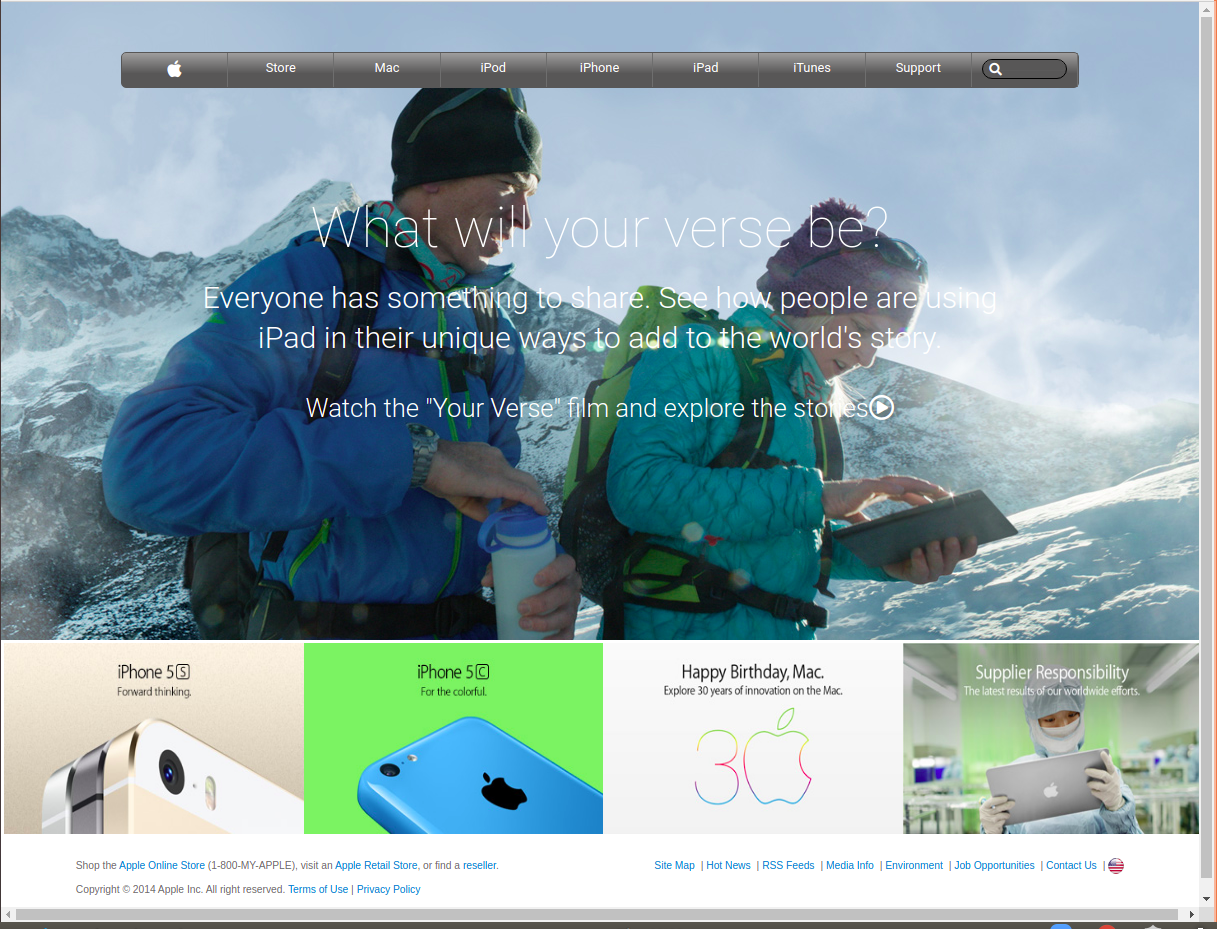 Store
Mac
iPod
iPhone
iPad
iTunes
Support
What will your verse be?
Everyone has something to share. See how people are using
iPad in their unique ways to add to the world's story.
Watch the "Your Verse" film and explore the stories
iPhone 5S
Forward thinking.
iPhone 5C
For the colorful.
Happy Birthday, Mac.
Explore 30 years of innovation on the Mac.
30
Supplier Responsibility
The latest results of our worldwide efforts.
Shop the Apple Online Store (1-800-MY-APPLE), visit an Apple Retail Store, or find a reseller.
Site Map | Hot News | RSS Feeds | Media Info | Environment | Job Opportunities | Contact Us |
Copyright © 2014 Apple Inc. All right reserved. Terms of Use | Privacy Policy